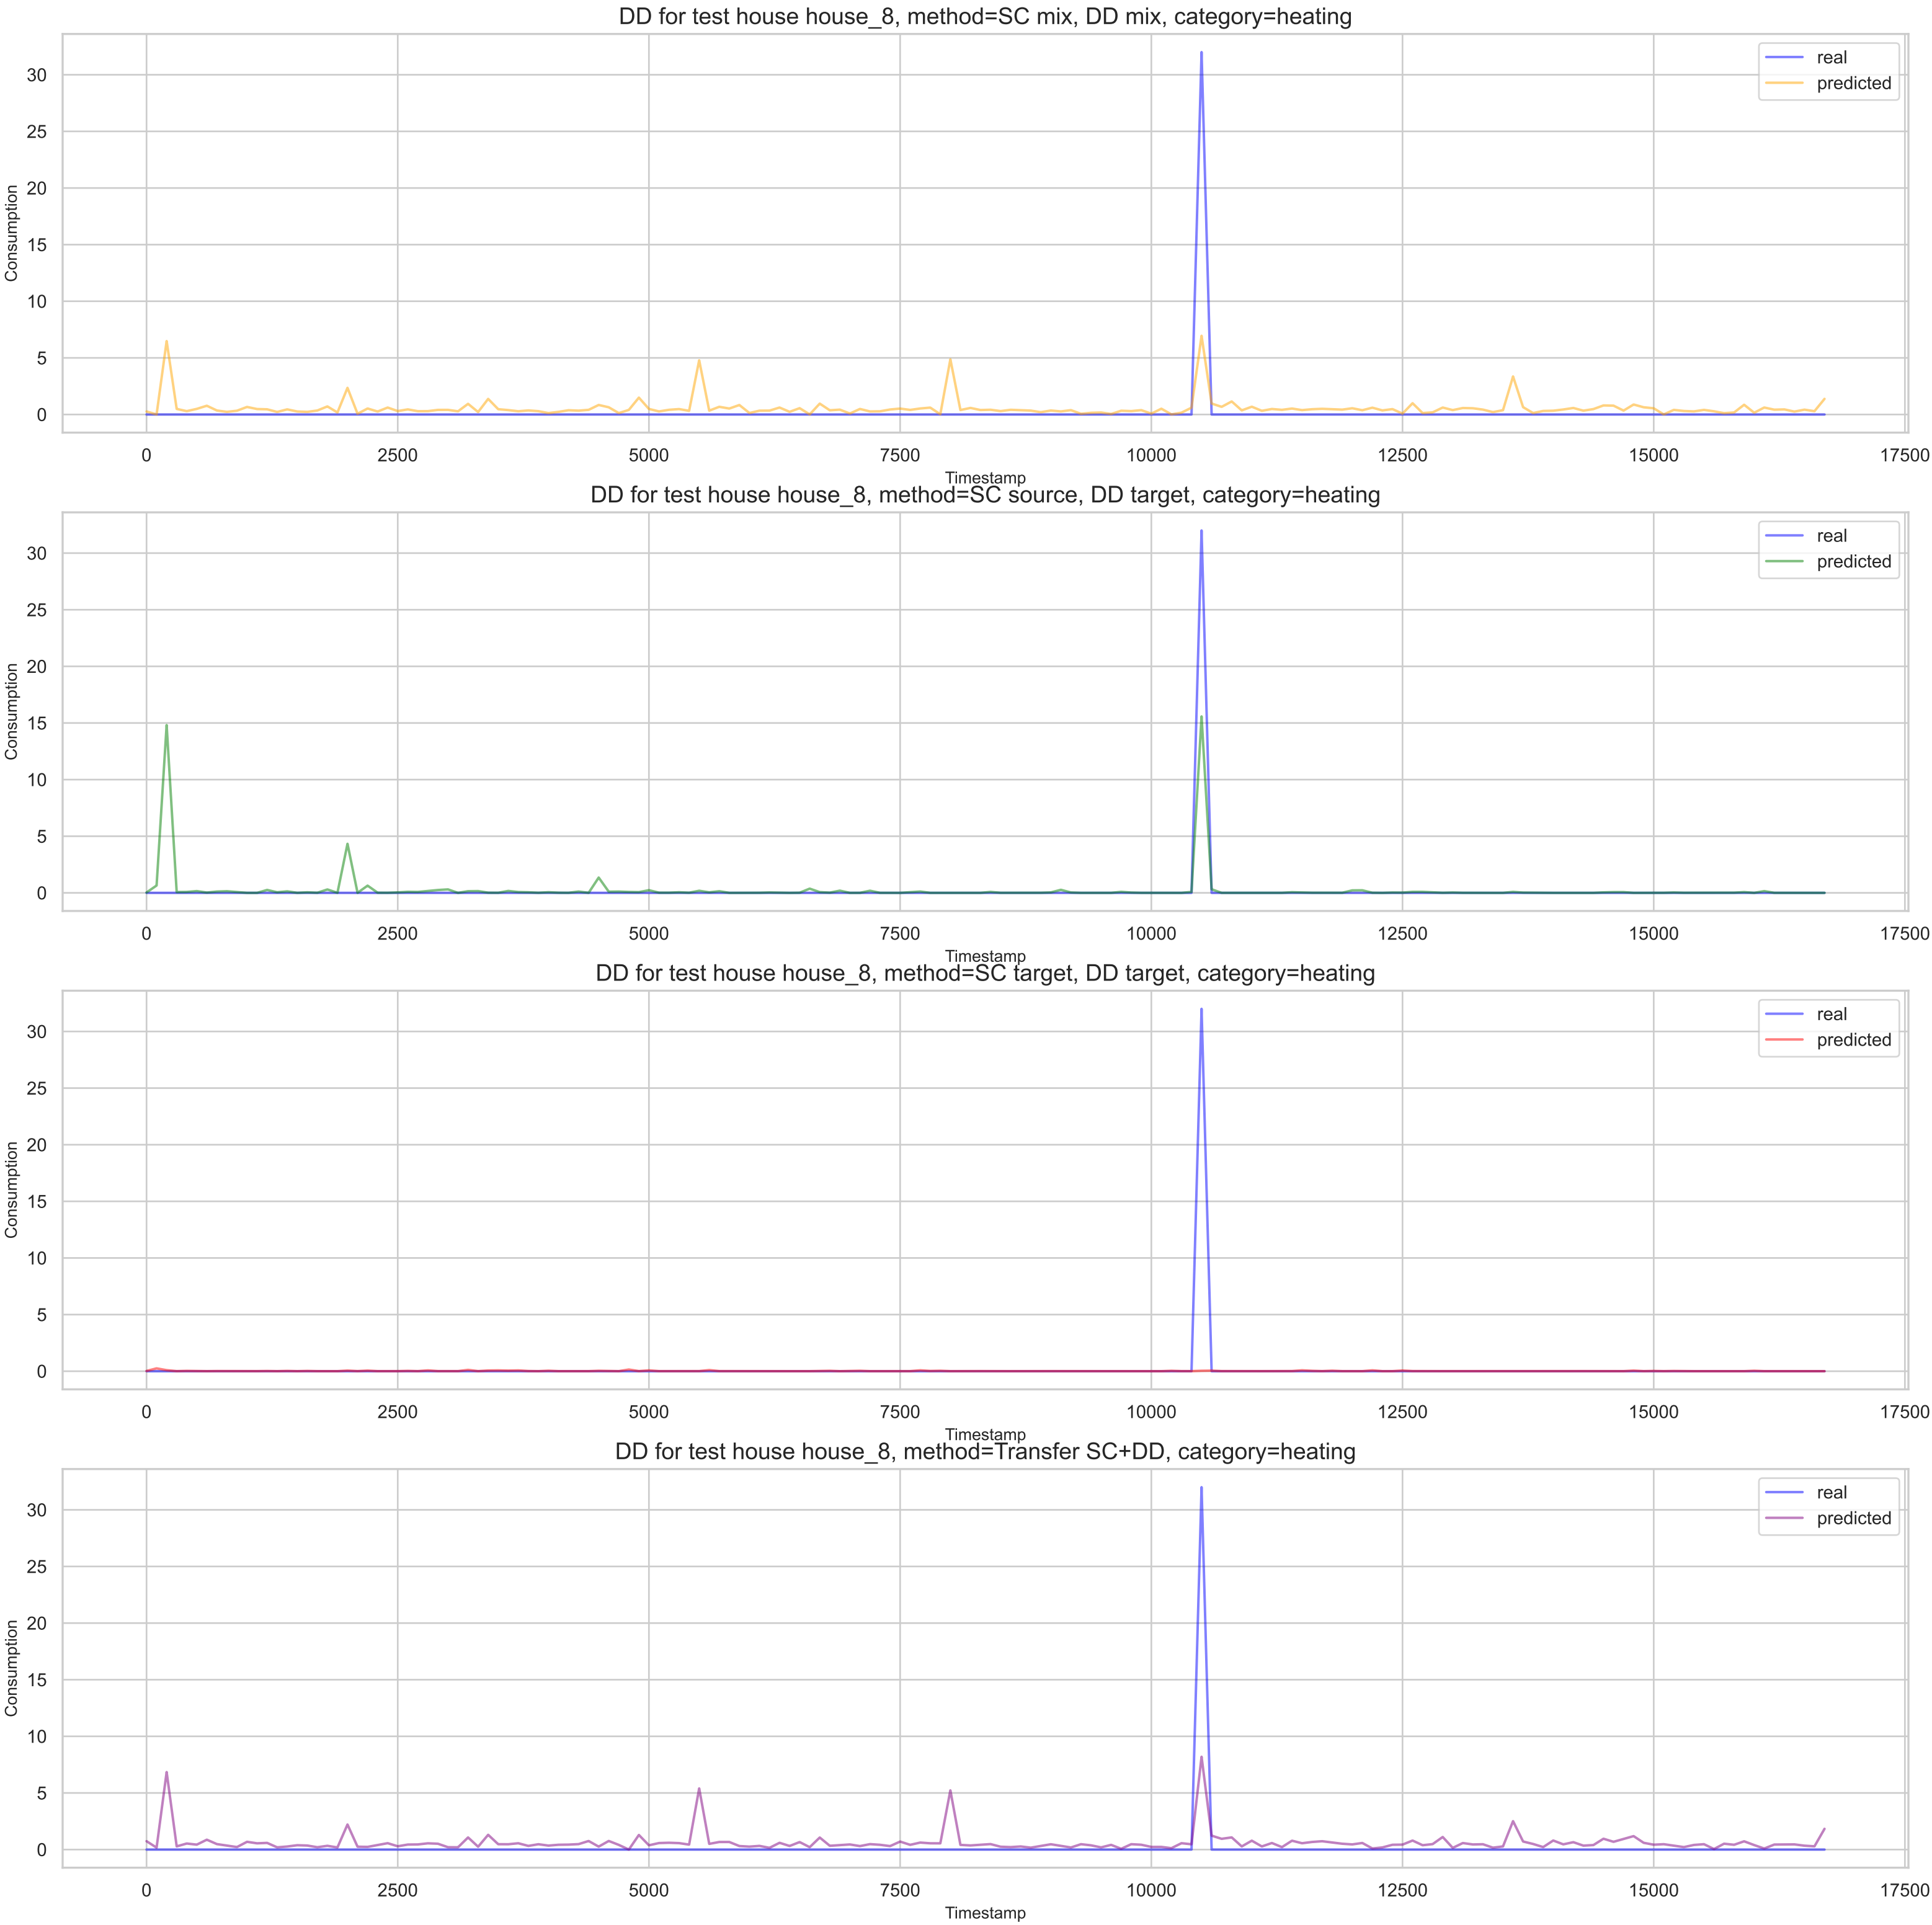 DD for test house house_8, method=SC mix, DD mix, category=heating
real
predicted
Consumption
30
25
20
15
10
5
0
0 2500 5000 7500 10000 12500 15000 17500
Timestamp
DD for test house house_8, method=SC source, DD target, category=heating
real
predicted
Consumption
30
25
20
15
10
5
0
0 2500 5000 7500 10000 12500 15000 17500
Timestamp
DD for test house house_8, method=SC target, DD target, category=heating
real
predicted
Consumption
30
25
20
15
10
5
0
0 2500 5000 7500 10000 12500 15000 17500
Timestamp
DD for test house house_8, method=Transfer SC+DD, category=heating
real
predicted
Consumption
30
25
20
15
10
5
0
0 2500 5000 7500 10000 12500 15000 17500
Timestamp